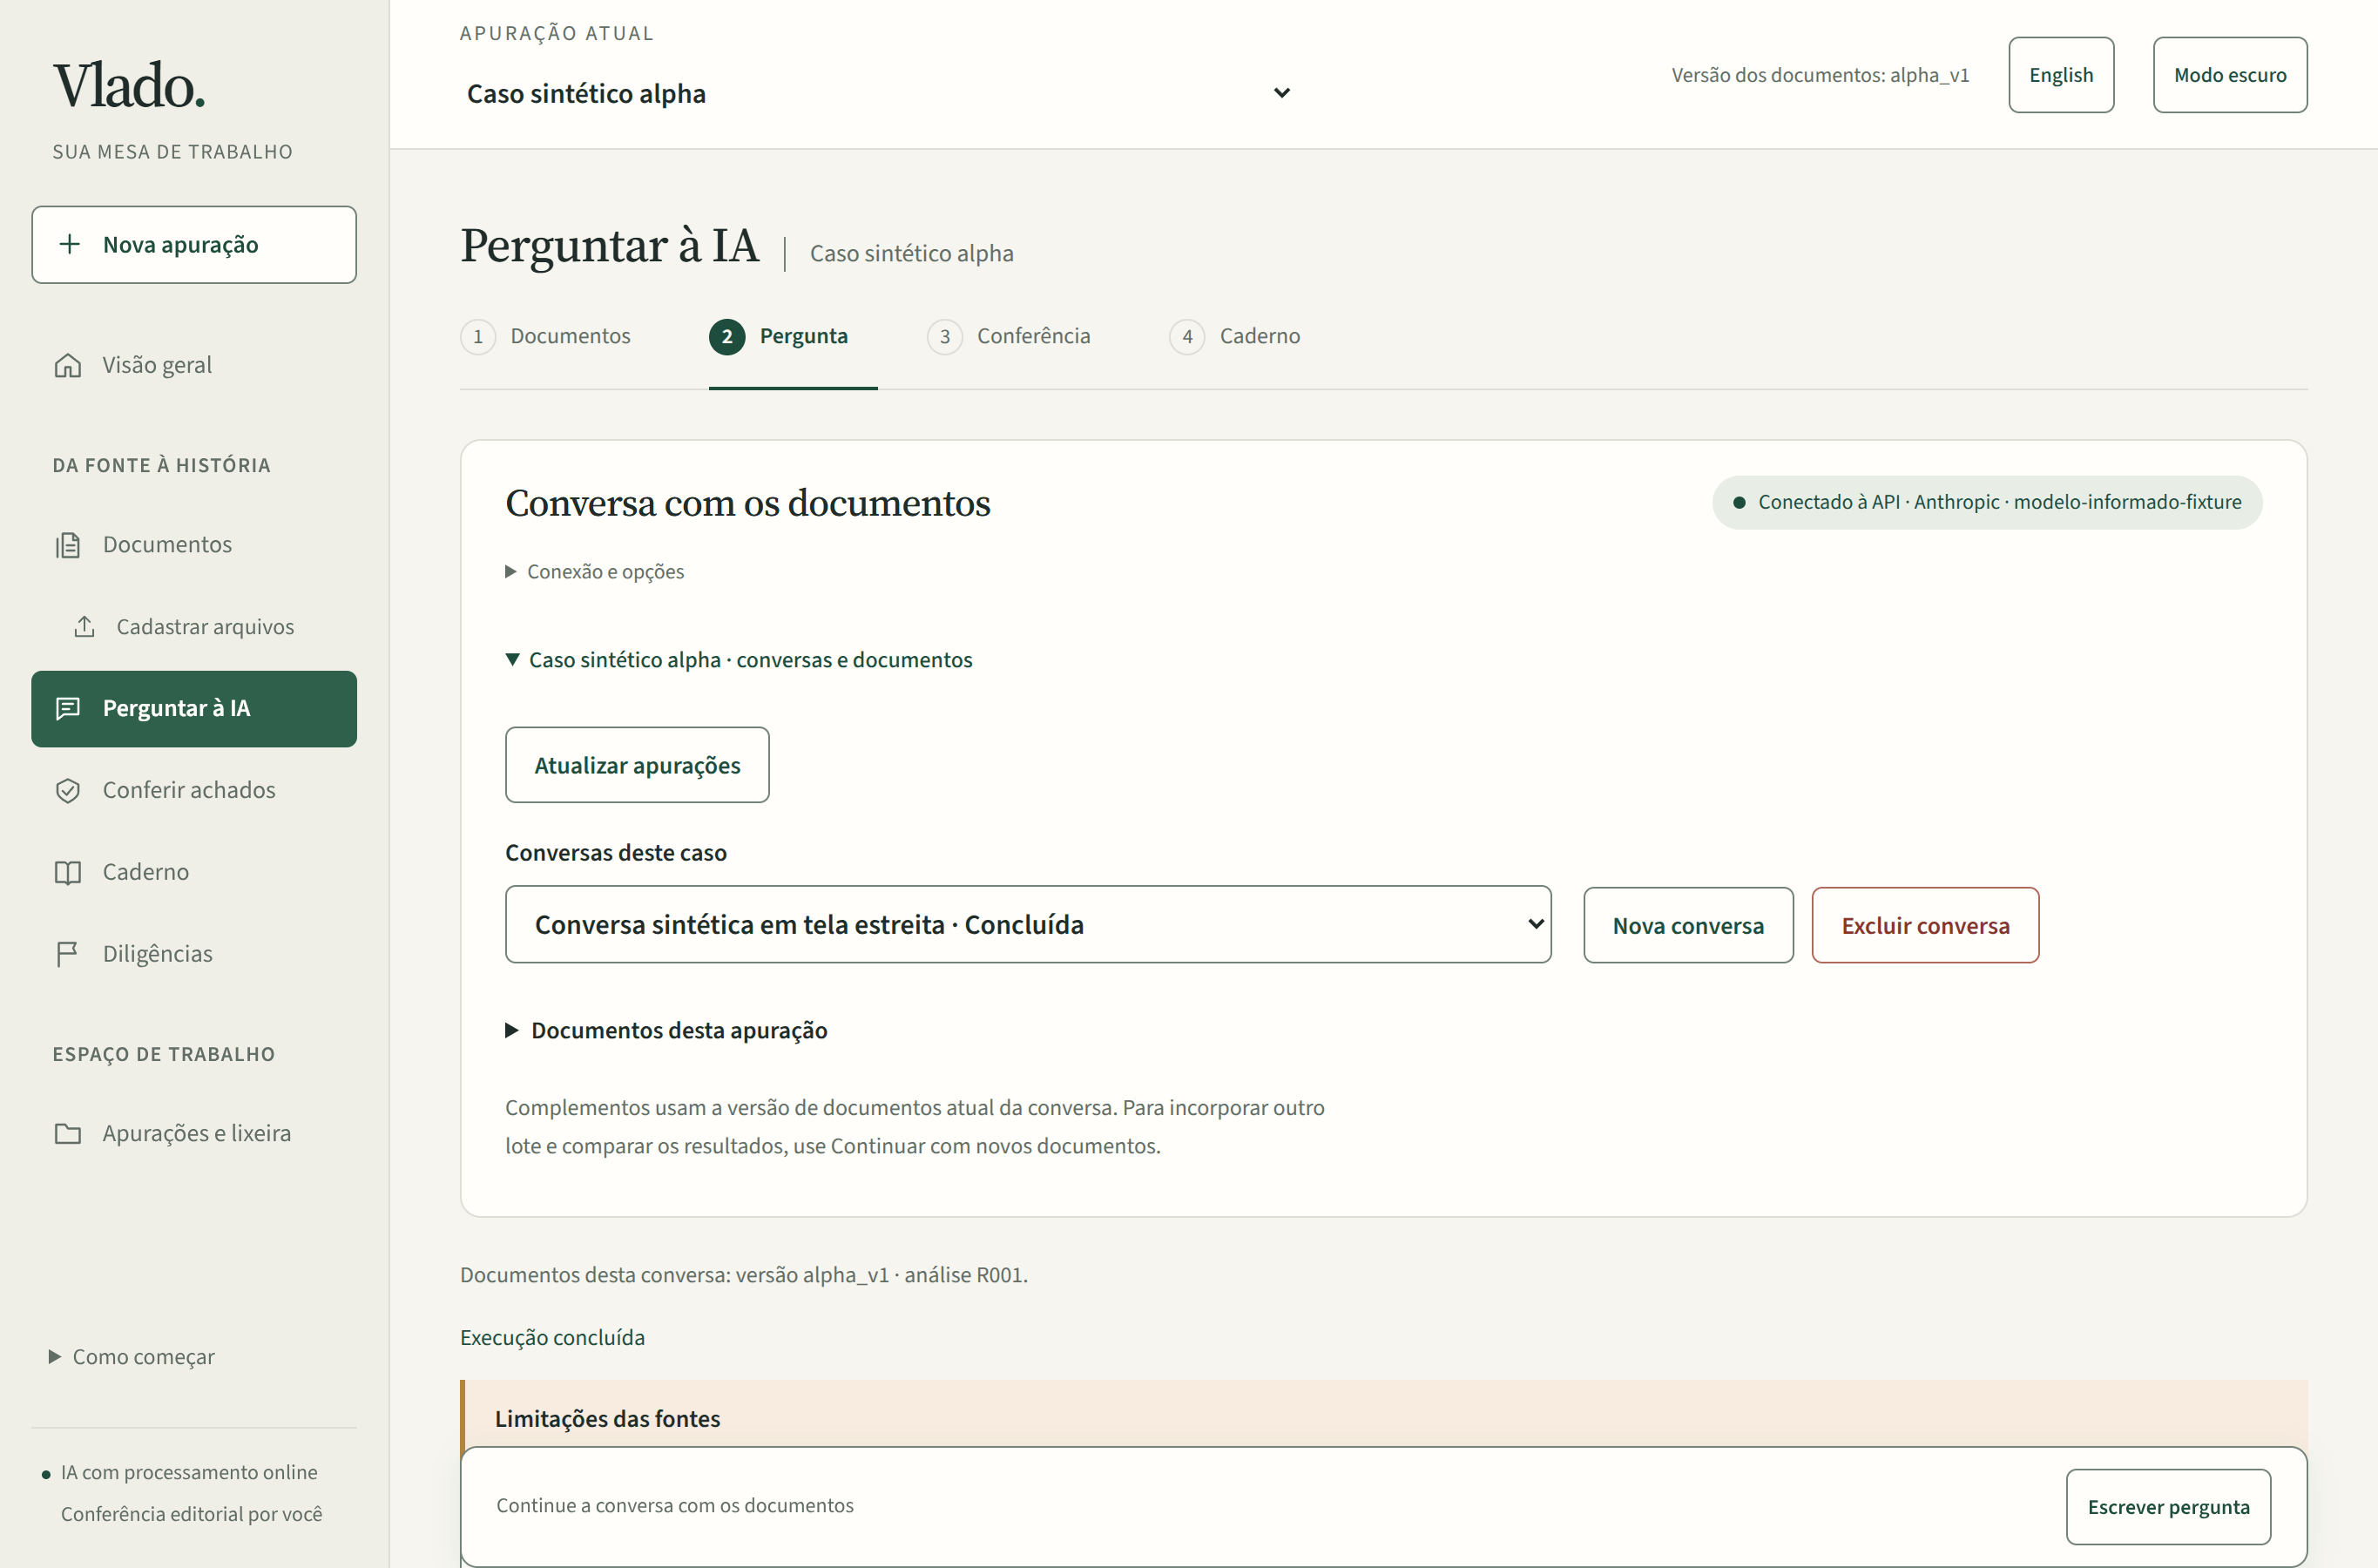 Vlado.
SUA MESA DE TRABALHO
Nova apuração
Visão geral
DA FONTE À HISTÓRIA
Documentos
Cadastrar arquivos
Perguntar à IA
Conferir achados
Caderno
Diligências
ESPAÇO DE TRABALHO
Apurações e lixeira
Como começar
IA com processamento online
Conferência editorial por você
APURAÇÃO ATUAL
Caso sintético alpha
Versão dos documentos: alpha_v1
English
Modo escuro
Perguntar à IA
Caso sintético alpha
1 Documentos
2 Pergunta
3 Conferência
4 Caderno
Conversa com os documentos
Conectado à API · Anthropic · modelo-informado-fixture
Conexão e opções
Caso sintético alpha · conversas e documentos
Atualizar apurações
Conversas deste caso
Conversa sintética em tela estreita · Concluída
Nova conversa
Excluir conversa
Documentos desta apuração
Complementos usam a versão de documentos atual da conversa. Para incorporar outro
lote e comparar os resultados, use Continuar com novos documentos.
Documentos desta conversa: versão alpha_v1 · análise R001.
Execução concluída
Limitações das fontes
Continue a conversa com os documentos
Escrever pergunta